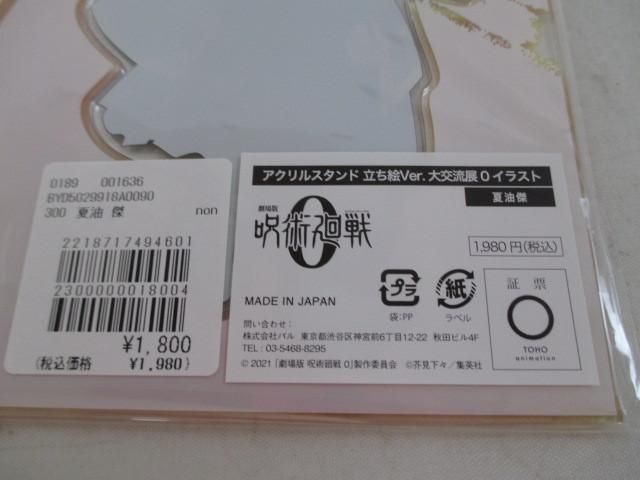 0189 001636
BYD5029918A0090
300 夏油 傑 non
2218717494601
2300000018004
¥1,800
(税込価格 ¥1,980)
アクリルスタンド 立ち絵Ver. 大交流展 0 イラスト
夏油傑
劇場版
呪術廻戦
0
1,980円(税込)
MADE IN JAPAN
プラ
袋:PP
紙
ラベル
証票
TOHO
animation
問い合わせ:
株式会社パル 東京都渋谷区神宮前6丁目12-22 秋田ビル4F
TEL : 03-5468-8295
© 2021「劇場版 呪術廻戦 0」製作委員会 ©芥見下々/集英社